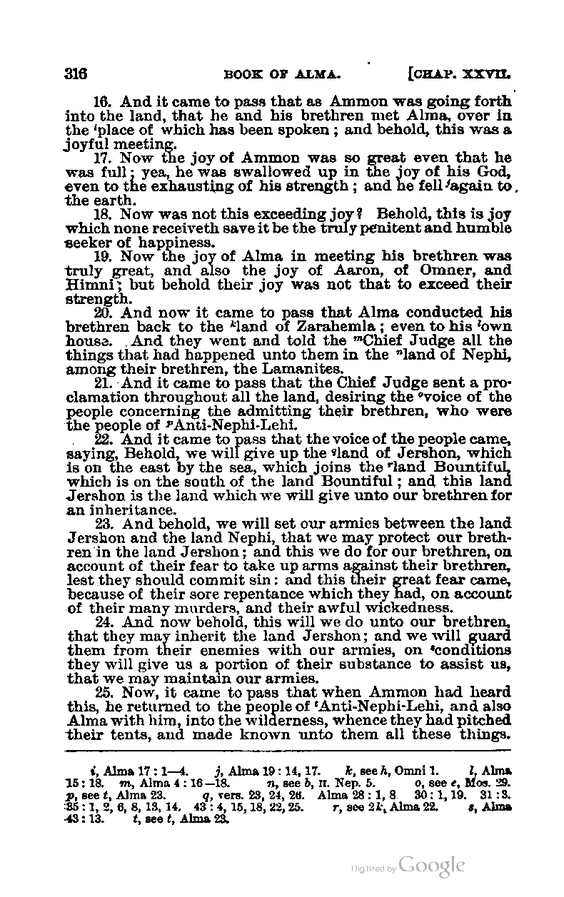 316 BOOK OF ALMA. [CHAP. XXVII.
16. And it came to pass that as Ammon was going forth
into the land, that he and his brethren met Alma, over in
the ⁱplace of which has been spoken; and behold, this was a
joyful meeting.
17. Now the joy of Ammon was so great even that he
was full; yea, he was swallowed up in the joy of his God,
even to the exhausting of his strength; and he fell ʲagain to
the earth.
18. Now was not this exceeding joy? Behold, this is joy
which none receiveth save it be the truly penitent and humble
seeker of happiness.
19. Now the joy of Alma in meeting his brethren was
truly great, and also the joy of Aaron, of Omner, and
Himni; but behold their joy was not that to exceed their
strength.
20. And now it came to pass that Alma conducted his
brethren back to the ᵏland of Zarahemla; even to his ˡown
house. And they went and told the ᵐChief Judge all the
things that had happened unto them in the ⁿland of Nephi,
among their brethren, the Lamanites.
21. And it came to pass that the Chief Judge sent a pro-
clamation throughout all the land, desiring the ᵒvoice of the
people concerning the admitting their brethren, who were
the people of ᵖAnti-Nephi-Lehi.
22. And it came to pass that the voice of the people came,
saying, Behold, we will give up the qland of Jershon, which
is on the east by the sea, which joins the ʳland Bountiful,
which is on the south of the land Bountiful; and this land
Jershon is the land which we will give unto our brethren for
an inheritance.
23. And behold, we will set our armies between the land
Jershon and the land Nephi, that we may protect our breth-
ren in the land Jershon; and this we do for our brethren, on
account of their fear to take up arms against their brethren,
lest they should commit sin: and this their great fear came,
because of their sore repentance which they had, on account
of their many murders, and their awful wickedness.
24. And now behold, this will we do unto our brethren,
that they may inherit the land Jershon; and we will guard
them from their enemies with our armies, on ˢconditions
they will give us a portion of their substance to assist us,
that we may maintain our armies.
25. Now, it came to pass that when Ammon had heard
this, he returned to the people of ᵗAnti-Nephi-Lehi, and also
Alma with him, into the wilderness, whence they had pitched
their tents, and made known unto them all these things.
i, Alma 17: 1—4. j, Alma 19: 14, 17. k, see h, Omni 1. l, Alma
15: 18. m, Alma 4: 16—18. n, see b, II. Nep. 5. o, see e, Mos. 29.
p, see t, Alma 23. q, vers. 23, 24, 26. Alma 28: 1, 8. 30: 1, 19. 31: 3.
35: 1, 2, 6, 8, 13, 14. 43: 4, 15, 18, 22, 25. r, see 2k, Alma 22. s, Alma
43: 13. t, see t, Alma 23.
Digitized by Google